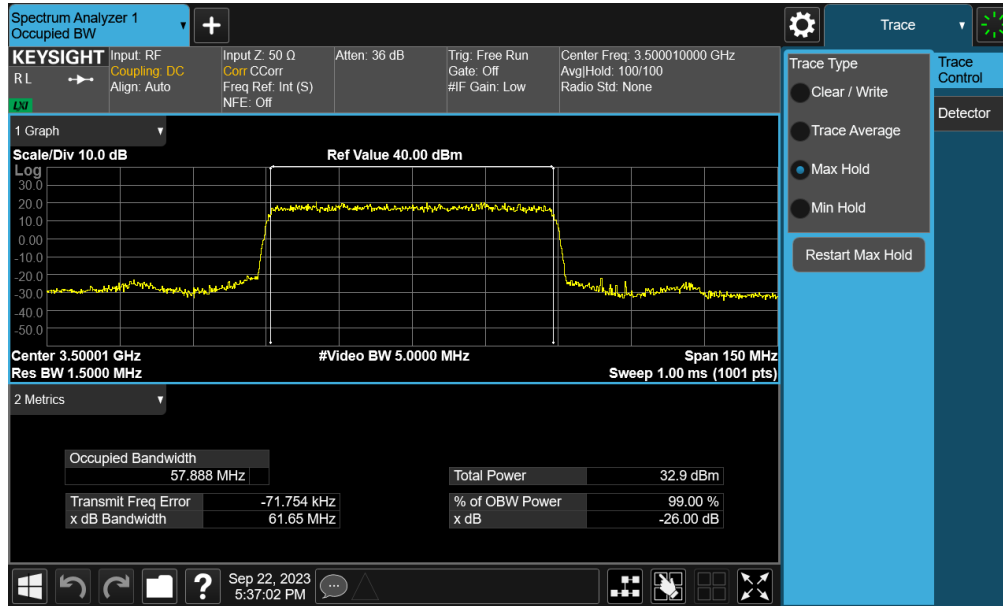 Spectrum Analyzer 1
Occupied BW
+
Trace
KEYSIGHT
R L
LXI
Input: RF
Coupling: DC
Align: Auto
Input Z: 50 Ω
Corr CCorr
Freq Ref: Int (S)
NFE: Off
Atten: 36 dB
Trig: Free Run
Gate: Off
#IF Gain: Low
Center Freq: 3.500010000 GHz
Avg|Hold: 100/100
Radio Std: None
Trace Type
Clear / Write
Trace Average
Max Hold
Min Hold
Restart Max Hold
Trace
Control
Detector
1 Graph
Scale/Div 10.0 dB
Ref Value 40.00 dBm
Log
30.0
20.0
10.0
0.00
-10.0
-20.0
-30.0
-40.0
-50.0
Center 3.50001 GHz
#Video BW 5.0000 MHz
Span 150 MHz
Res BW 1.5000 MHz
Sweep 1.00 ms (1001 pts)
2 Metrics
Occupied Bandwidth
57.888 MHz
Total Power 32.9 dBm
Transmit Freq Error -71.754 kHz
% of OBW Power 99.00 %
x dB Bandwidth 61.65 MHz
x dB -26.00 dB
?
Sep 22, 2023
5:37:02 PM